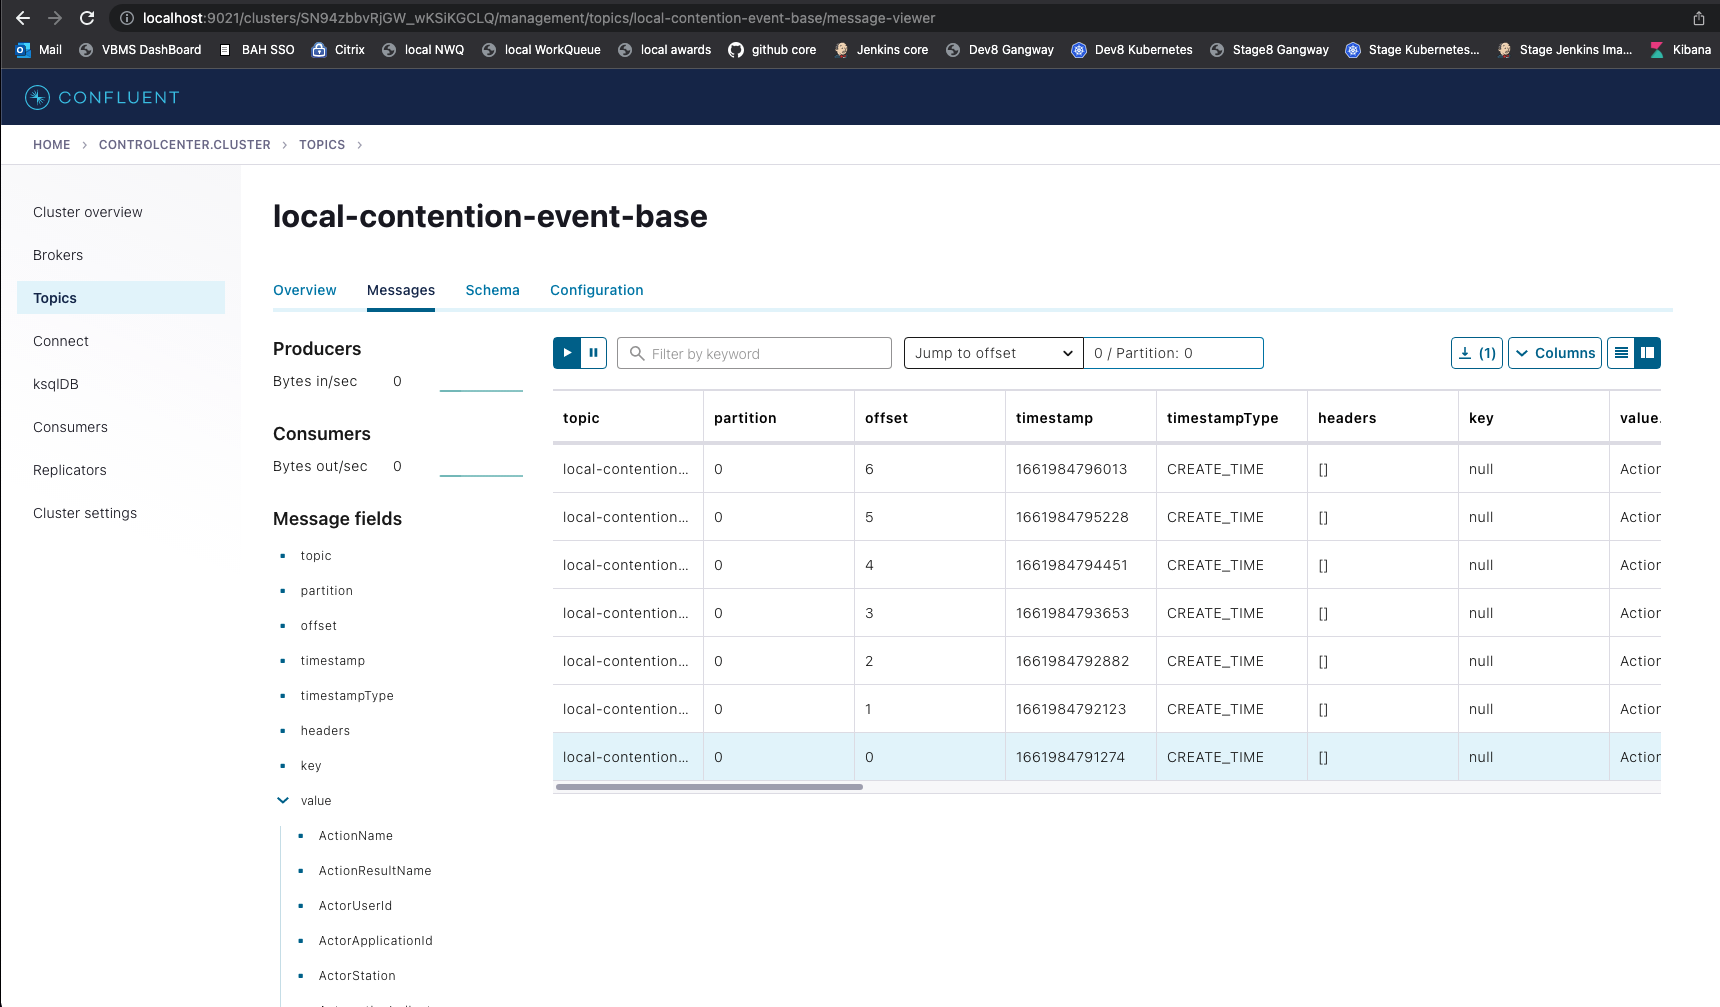 localhost:9021/clusters/SN94zbbvRjGW_wKSiKGCLQ/management/topics/local-contention-event-base/message-viewer
Mail VBMS DashBoard BAH SSO Citrix local NWQ local WorkQueue local awards github core Jenkins core Dev8 Gangway Dev8 Kubernetes Stage8 Gangway Stage Kubernetes... Stage Jenkins Ima... Kibana
CONFLUENT
HOME > CONTROLCENTER.CLUSTER > TOPICS >
Cluster overview
Brokers
Topics
Connect
ksqlDB
Consumers
Replicators
Cluster settings
local-contention-event-base
Overview Messages Schema Configuration
Producers
Bytes in/sec 0
Consumers
Bytes out/sec 0
Message fields
topic
partition
offset
timestamp
timestampType
headers
key
value
ActionName
ActionResultName
ActorUserId
ActorApplicationId
ActorStation
Filter by keyword Jump to offset 0 / Partition: 0 (1) Columns
topic partition offset timestamp timestampType headers key value.
local-contention... 0 6 1661984796013 CREATE_TIME [] null Action
local-contention... 0 5 1661984795228 CREATE_TIME [] null Action
local-contention... 0 4 1661984794451 CREATE_TIME [] null Action
local-contention... 0 3 1661984793653 CREATE_TIME [] null Action
local-contention... 0 2 1661984792882 CREATE_TIME [] null Action
local-contention... 0 1 1661984792123 CREATE_TIME [] null Action
local-contention... 0 0 1661984791274 CREATE_TIME [] null Action